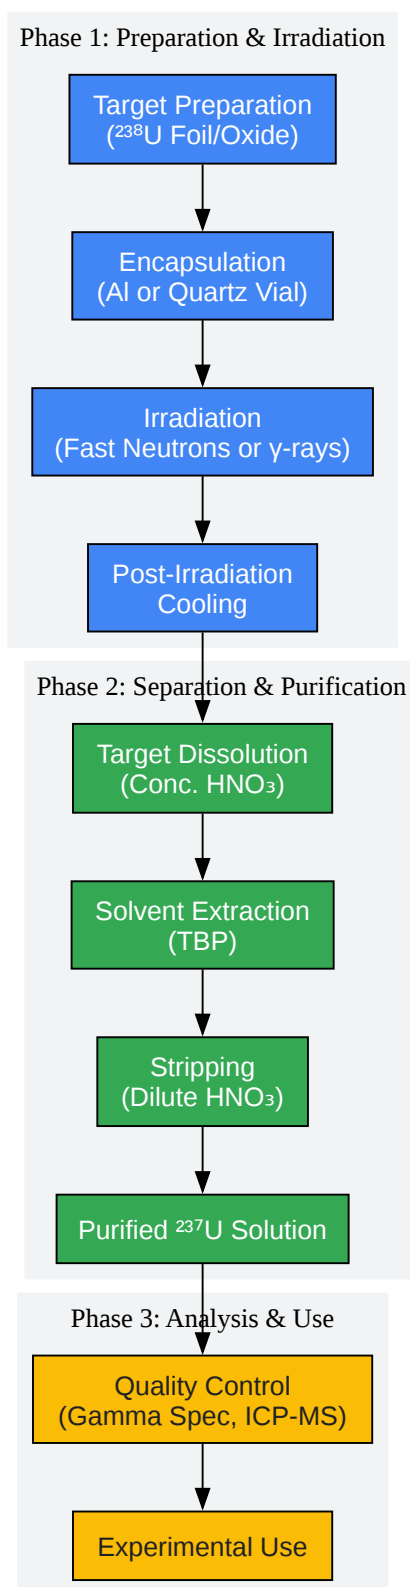 Phase 1: Preparation & Irradiation
Target Preparation
(²³⁸U Foil/Oxide)
Encapsulation
(Al or Quartz Vial)
Irradiation
(Fast Neutrons or γ-rays)
Post-Irradiation
Cooling
Phase 2: Separation & Purification
Target Dissolution
(Conc. HNO₃)
Solvent Extraction
(TBP)
Stripping
(Dilute HNO₃)
Purified ²³⁷U Solution
Phase 3: Analysis & Use
Quality Control
(Gamma Spec, ICP-MS)
Experimental Use